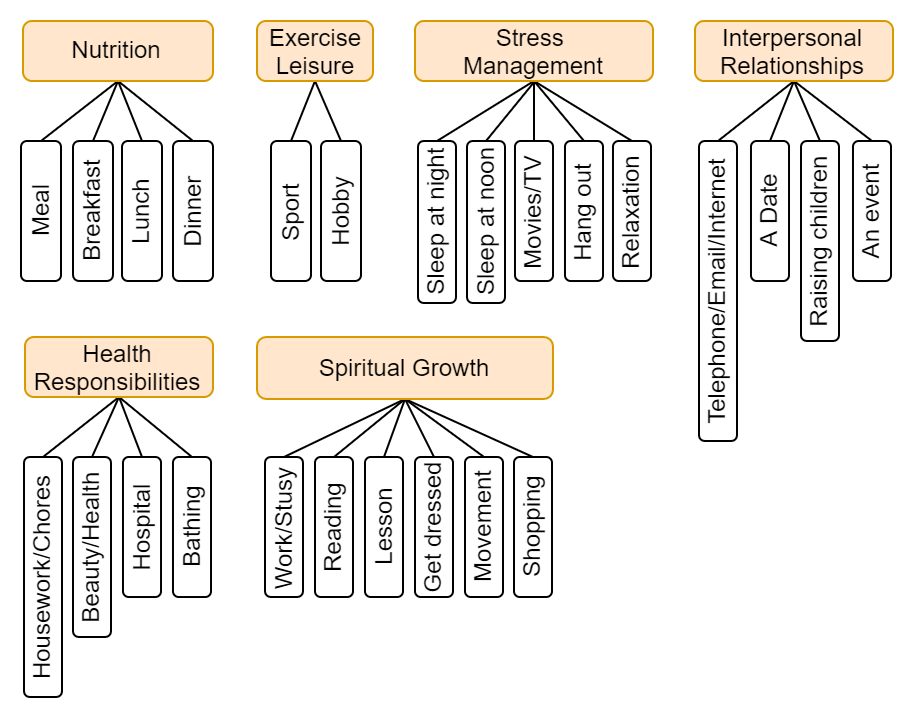 Nutrition
Meal
Breakfast
Lunch
Dinner
Exercise
Leisure
Sport
Hobby
Stress
Management
Sleep at night
Sleep at noon
Movies/TV
Hang out
Relaxation
Interpersonal
Relationships
Telephone/Email/Internet
A Date
Raising children
An event
Health
Responsibilities
Housework/Chores
Beauty/Health
Hospital
Bathing
Spiritual Growth
Work/Stusy
Reading
Lesson
Get dressed
Movement
Shopping